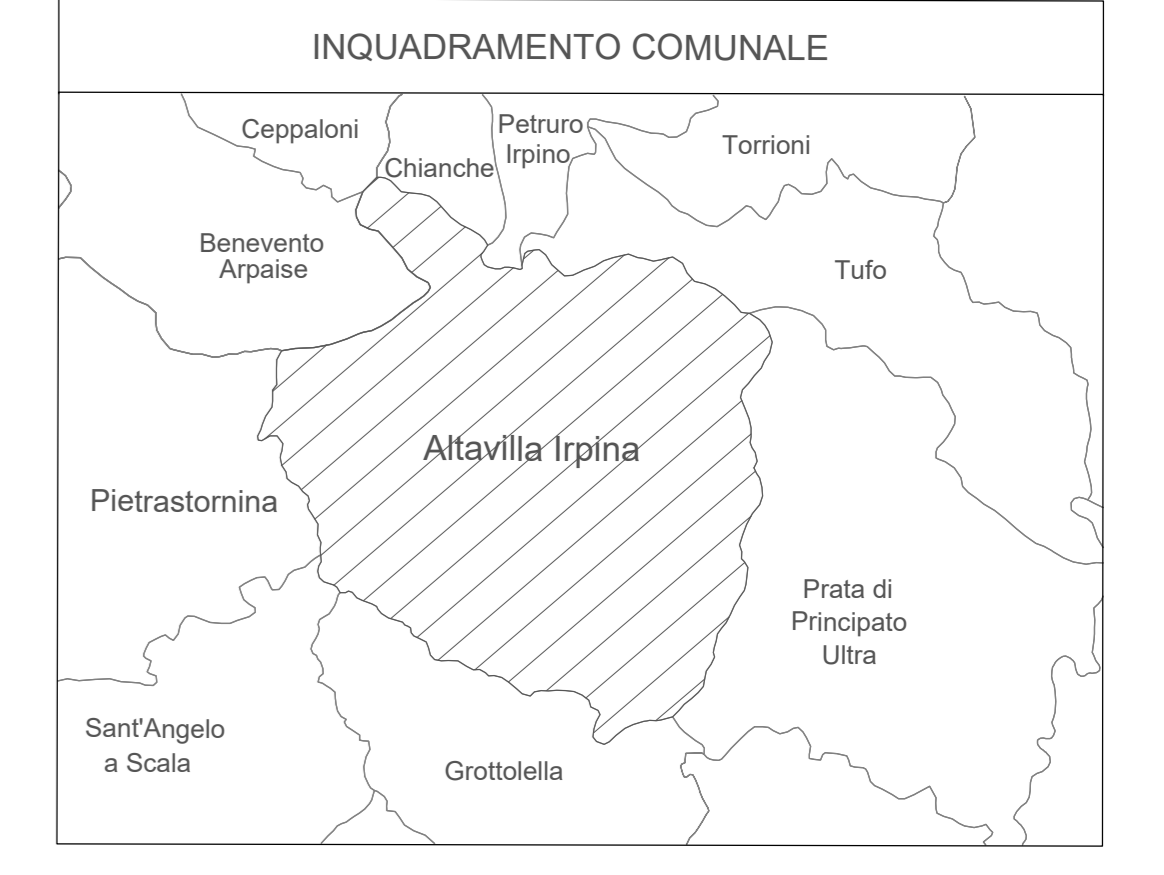 INQUADRAMENTO COMUNALE
Ceppaloni
Chianche
Petruro
Irpino
Torrioni
Benevento
Arpaise
Tufo
Altavilla Irpina
Pietrastornina
Prata di
Principato
Ultra
Sant'Angelo
a Scala
Grottolella